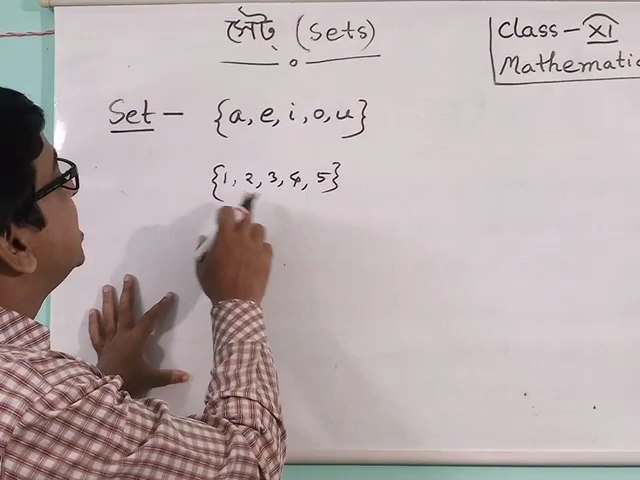 সেট্ (Sets)
Class - XI
Mathematic
Set - {a, e, i, o, u}
{1, 2, 3, 4, 5}